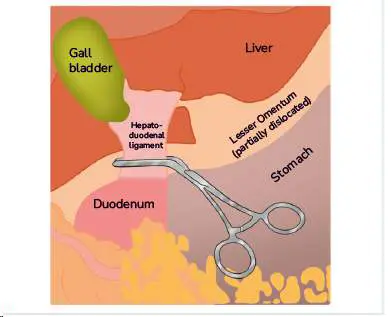 Gall
bladder
Liver
Hepato-
duodenal
ligament
Lesser Omentum
(partially dislocated)
Stomach
Duodenum